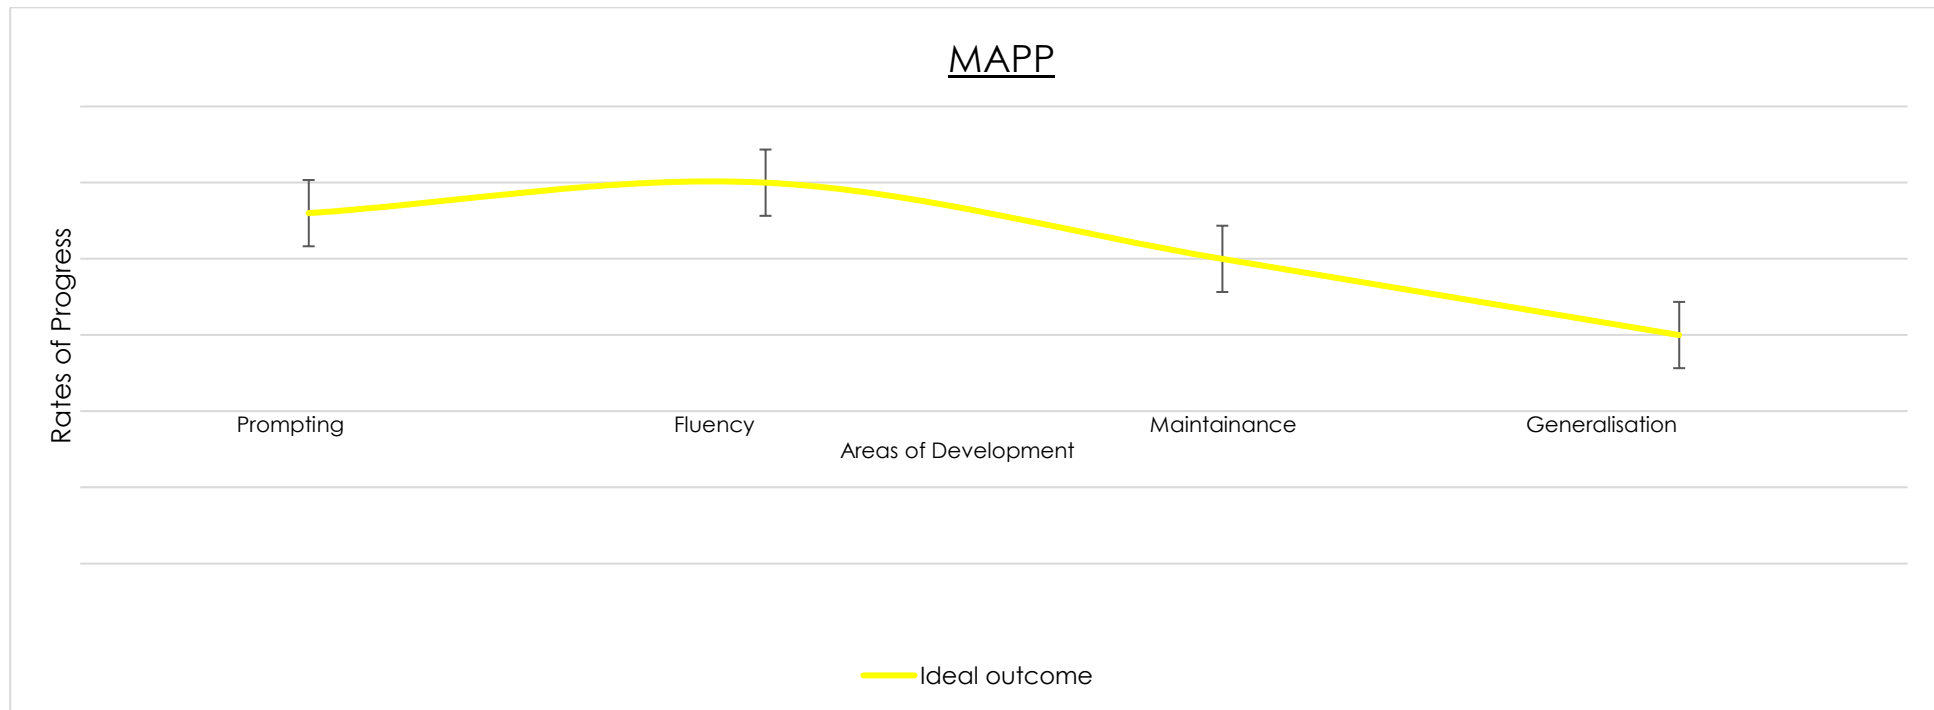 MAPP
Rates of Progress
Prompting
Fluency
Maintainance
Generalisation
Areas of Development
Ideal outcome